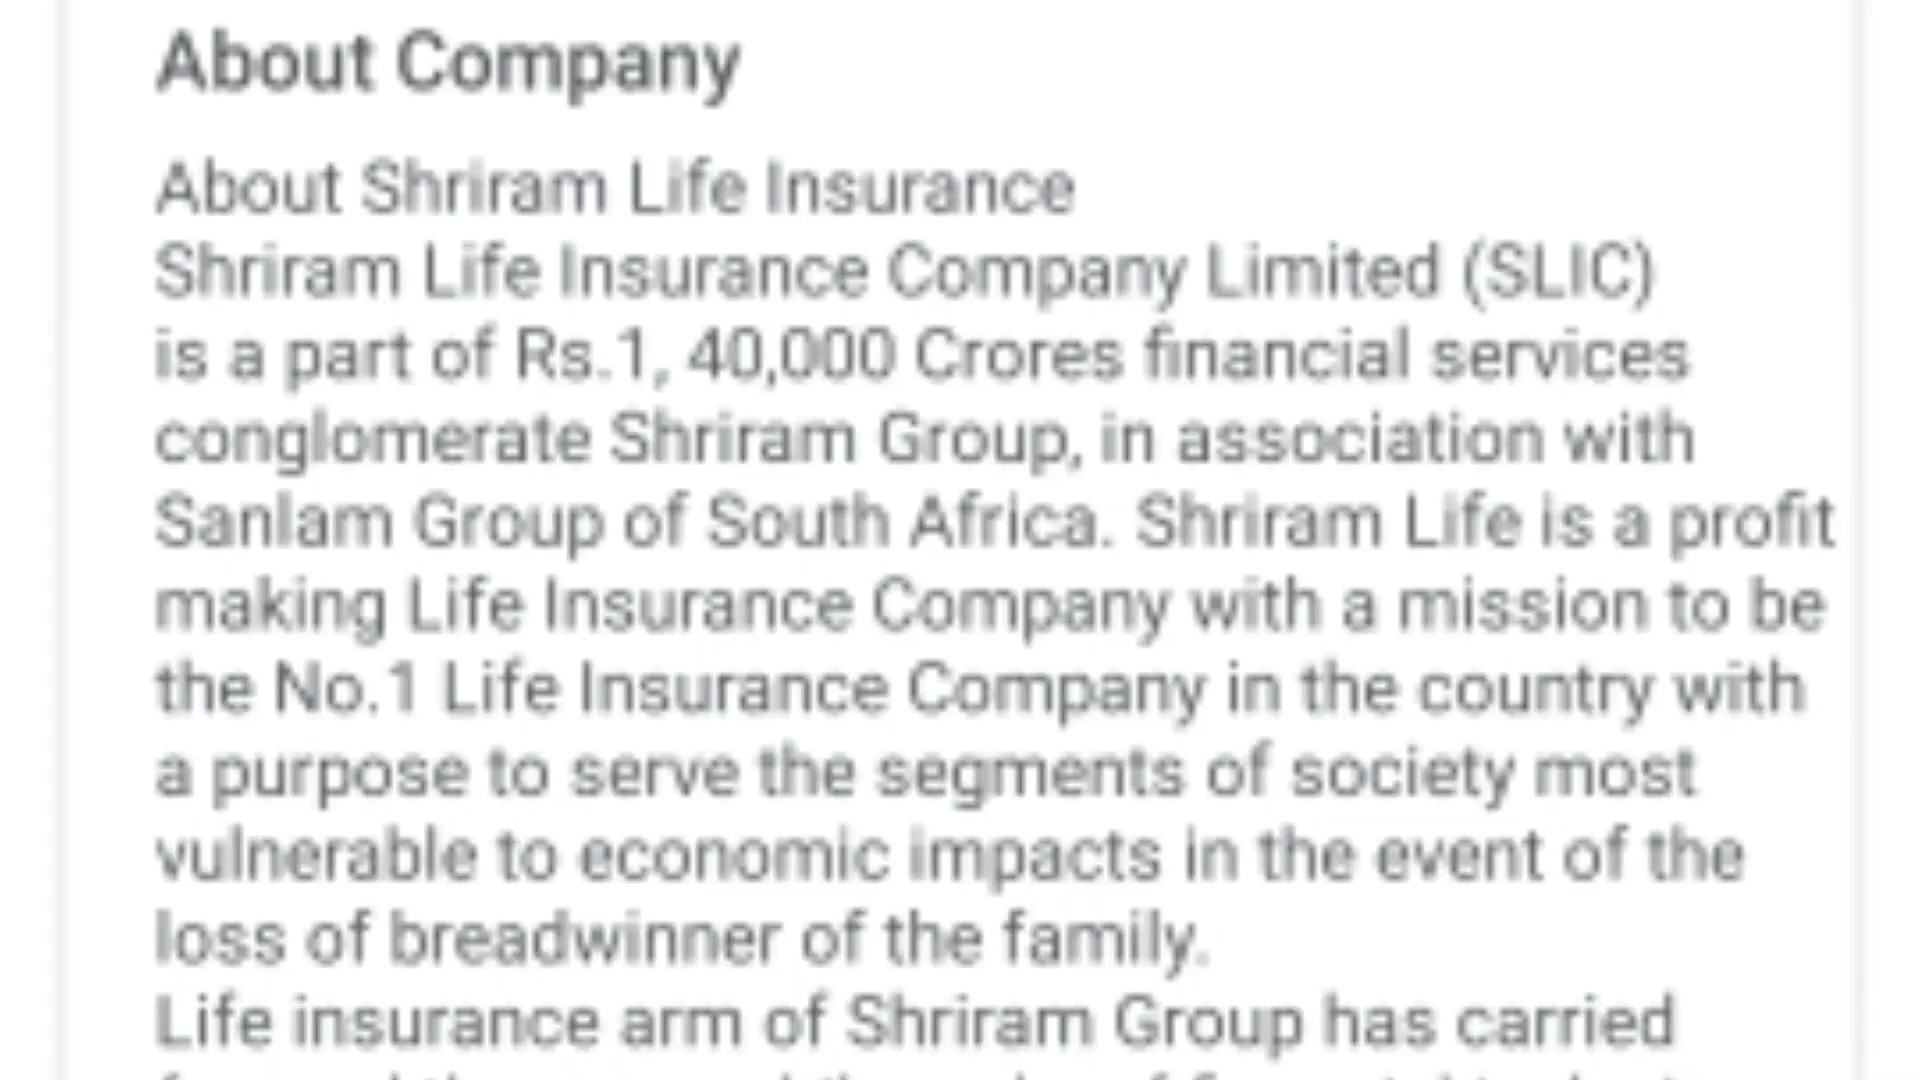 About Company
About Shriram Life Insurance
Shriram Life Insurance Company Limited (SLIC)
is a part of Rs.1, 40,000 Crores financial services
conglomerate Shriram Group, in association with
Sanlam Group of South Africa. Shriram Life is a profit
making Life Insurance Company with a mission to be
the No.1 Life Insurance Company in the country with
a purpose to serve the segments of society most
vulnerable to economic impacts in the event of the
loss of breadwinner of the family.
Life insurance arm of Shriram Group has carried